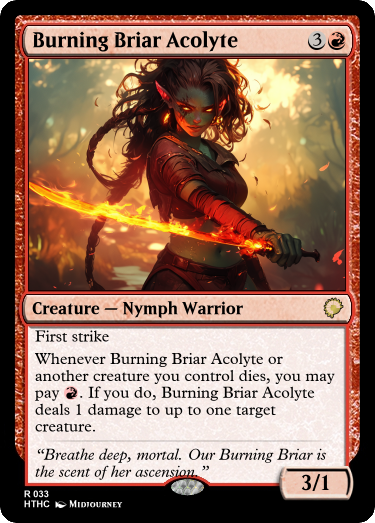 Burning Briar Acolyte 3
Creature — Nymph Warrior
First strike
Whenever Burning Briar Acolyte or
another creature you control dies, you may
pay . If you do, Burning Briar Acolyte
deals 1 damage to up to one target
creature.
“Breathe deep, mortal. Our Burning Briar is
the scent of her ascension.”
3/1
R 033
HTHC Midjourney